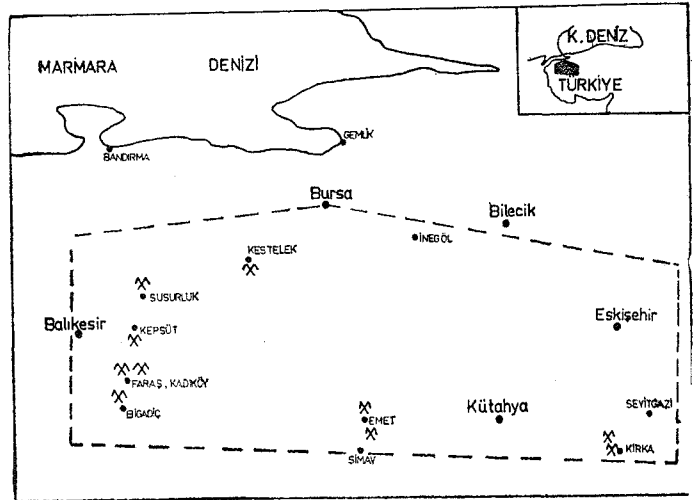 MARMARA DENİZİ
K. DENİZ
TÜRKİYE
GEMLİK
BANDIRMA
Bursa
Bilecik
İNEGÖL
KESTELEK
SUSURLUK
Balıkesir
KEPSÜT
Eskişehir
FARAŞ, KADIKÖY
BİGADİÇ
EMET
Kütahya
SEYİTGAZİ
SİMAV
KIRKA